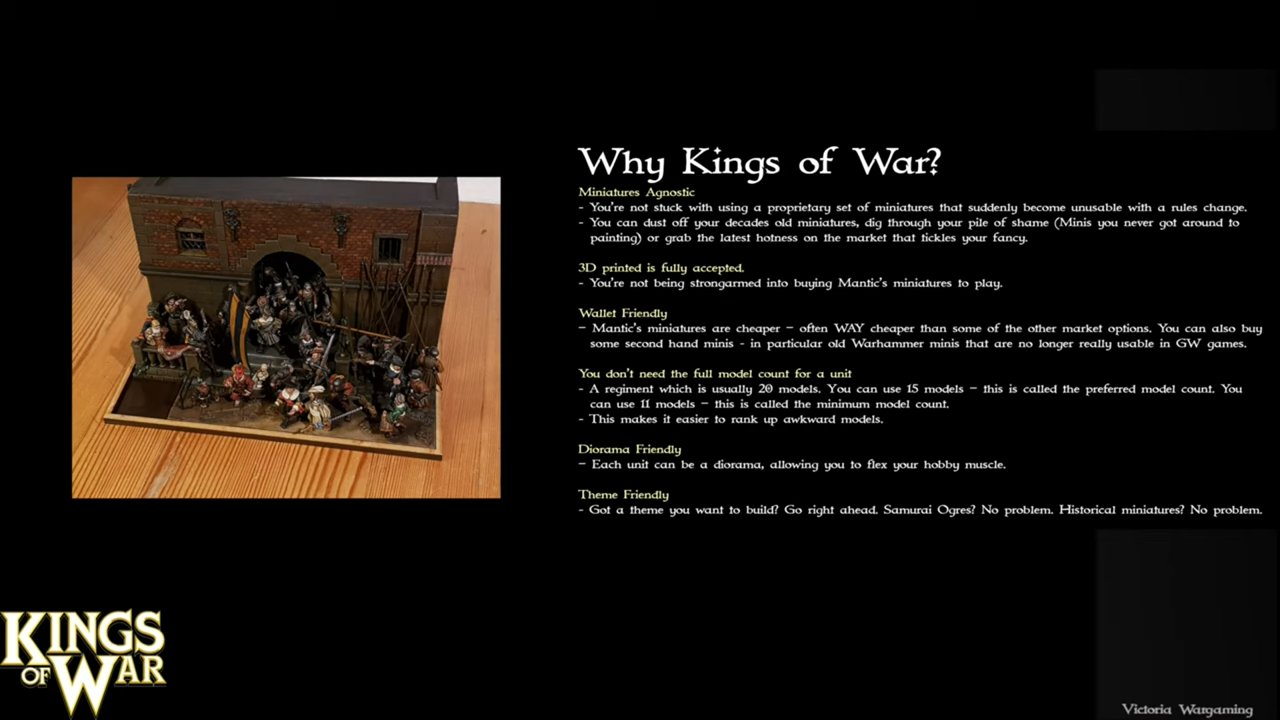 Why Kings of War?
Miniatures Agnostic
- You're not stuck with using a proprietary set of miniatures that suddenly become unusable with a rules change.
- You can dust off your decades old miniatures, dig through your pile of shame (Minis you never got around to
painting) or grab the latest hotness on the market that tickles your fancy.
3D printed is fully accepted.
- You're not being strongarmed into buying Mantic's miniatures to play.
Wallet Friendly
– Mantic's miniatures are cheaper – often WAY cheaper than some of the other market options. You can also buy
some second hand minis - in particular old Warhammer minis that are no longer really usable in GW games.
You don't need the full model count for a unit
- A regiment which is usually 20 models. You can use 15 models – this is called the preferred model count. You
can use 11 models – this is called the minimum model count.
- This makes it easier to rank up awkward models.
Diorama Friendly
– Each unit can be a diorama, allowing you to flex your hobby muscle.
Theme Friendly
- Got a theme you want to build? Go right ahead. Samurai Ogres? No problem. Historical miniatures? No problem.
KINGS
OF WAR
Victoria Wargaming